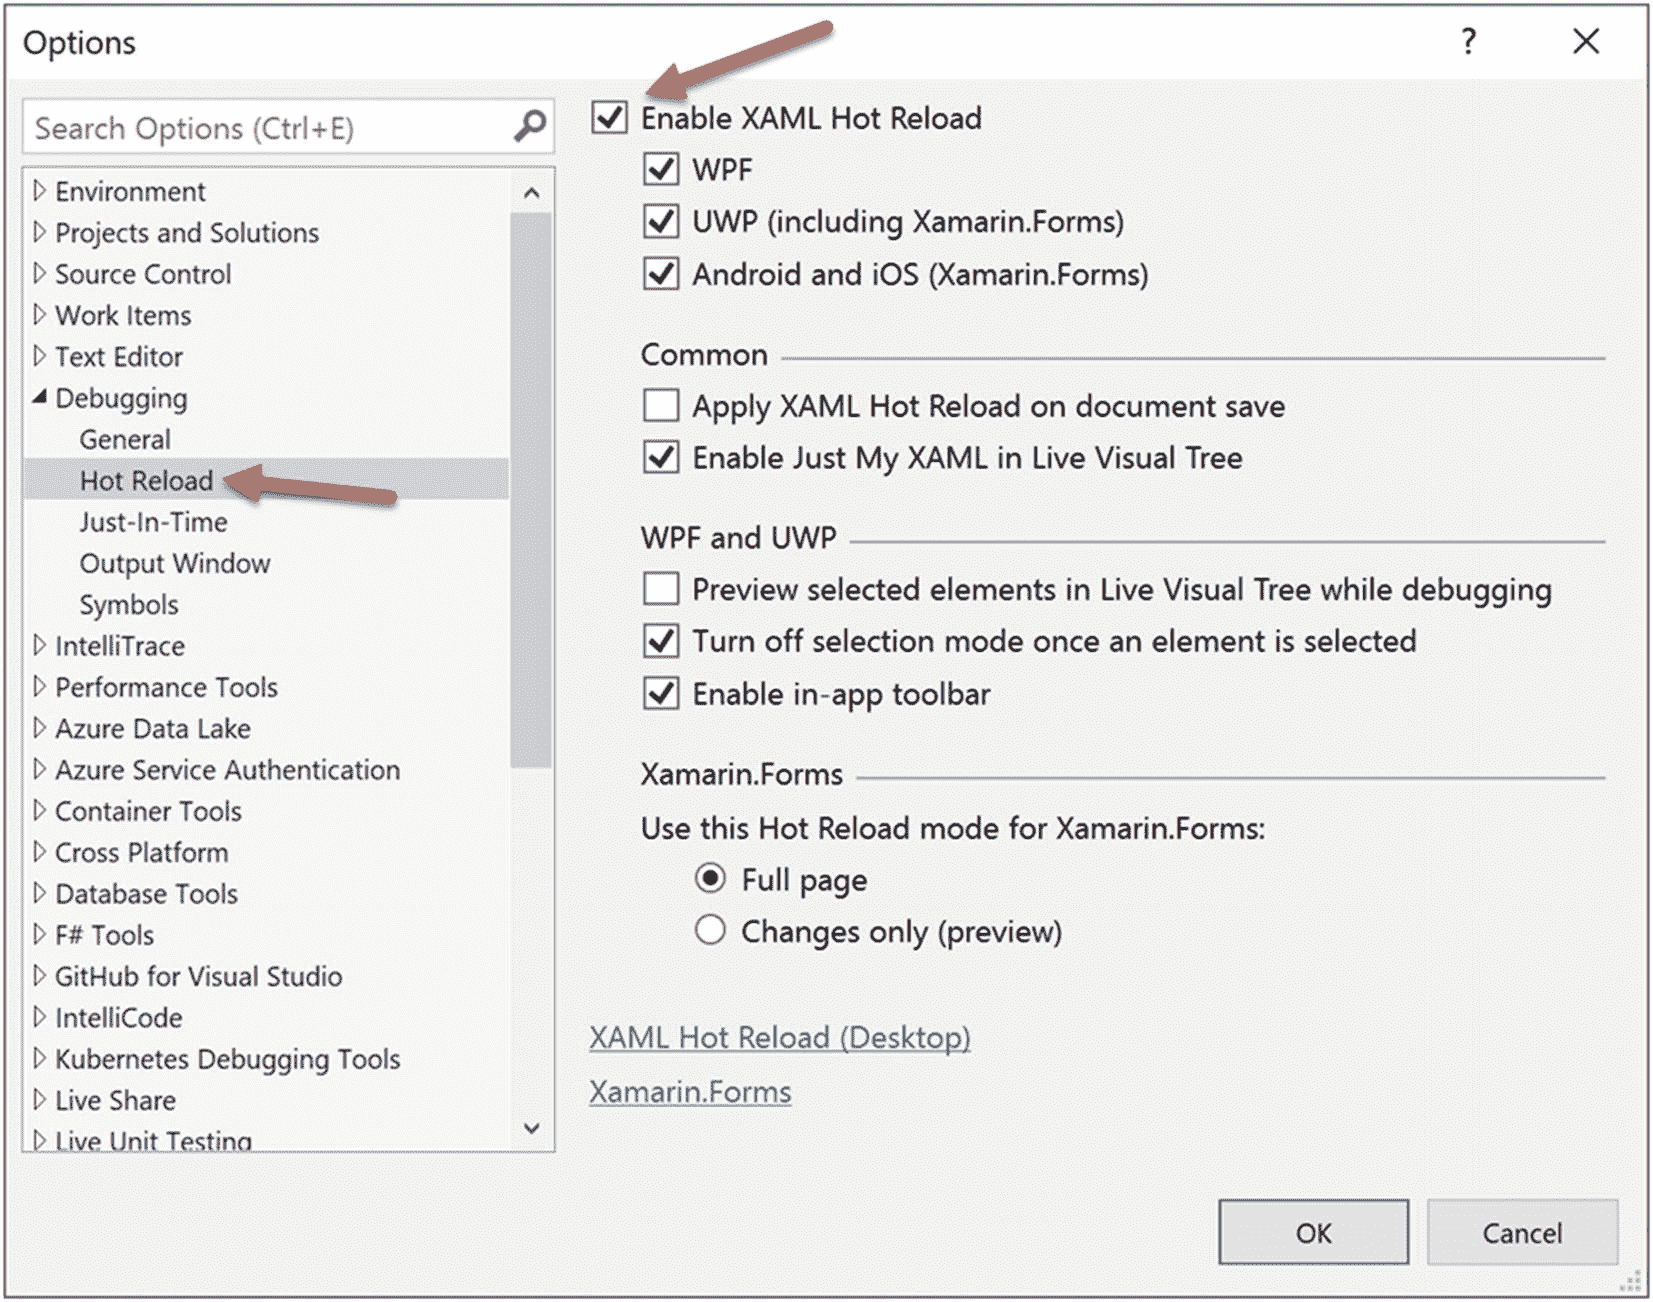 Options
?
Search Options (Ctrl+E)
Environment
Projects and Solutions
Source Control
Work Items
Text Editor
Debugging
General
Hot Reload
Just-In-Time
Output Window
Symbols
IntelliTrace
Performance Tools
Azure Data Lake
Azure Service Authentication
Container Tools
Cross Platform
Database Tools
F# Tools
GitHub for Visual Studio
IntelliCode
Kubernetes Debugging Tools
Live Share
Live Unit Testing
Enable XAML Hot Reload
WPF
UWP (including Xamarin.Forms)
Android and iOS (Xamarin.Forms)
Common
Apply XAML Hot Reload on document save
Enable Just My XAML in Live Visual Tree
WPF and UWP
Preview selected elements in Live Visual Tree while debugging
Turn off selection mode once an element is selected
Enable in-app toolbar
Xamarin.Forms
Use this Hot Reload mode for Xamarin.Forms:
Full page
Changes only (preview)
XAML Hot Reload (Desktop)
Xamarin.Forms
OK
Cancel